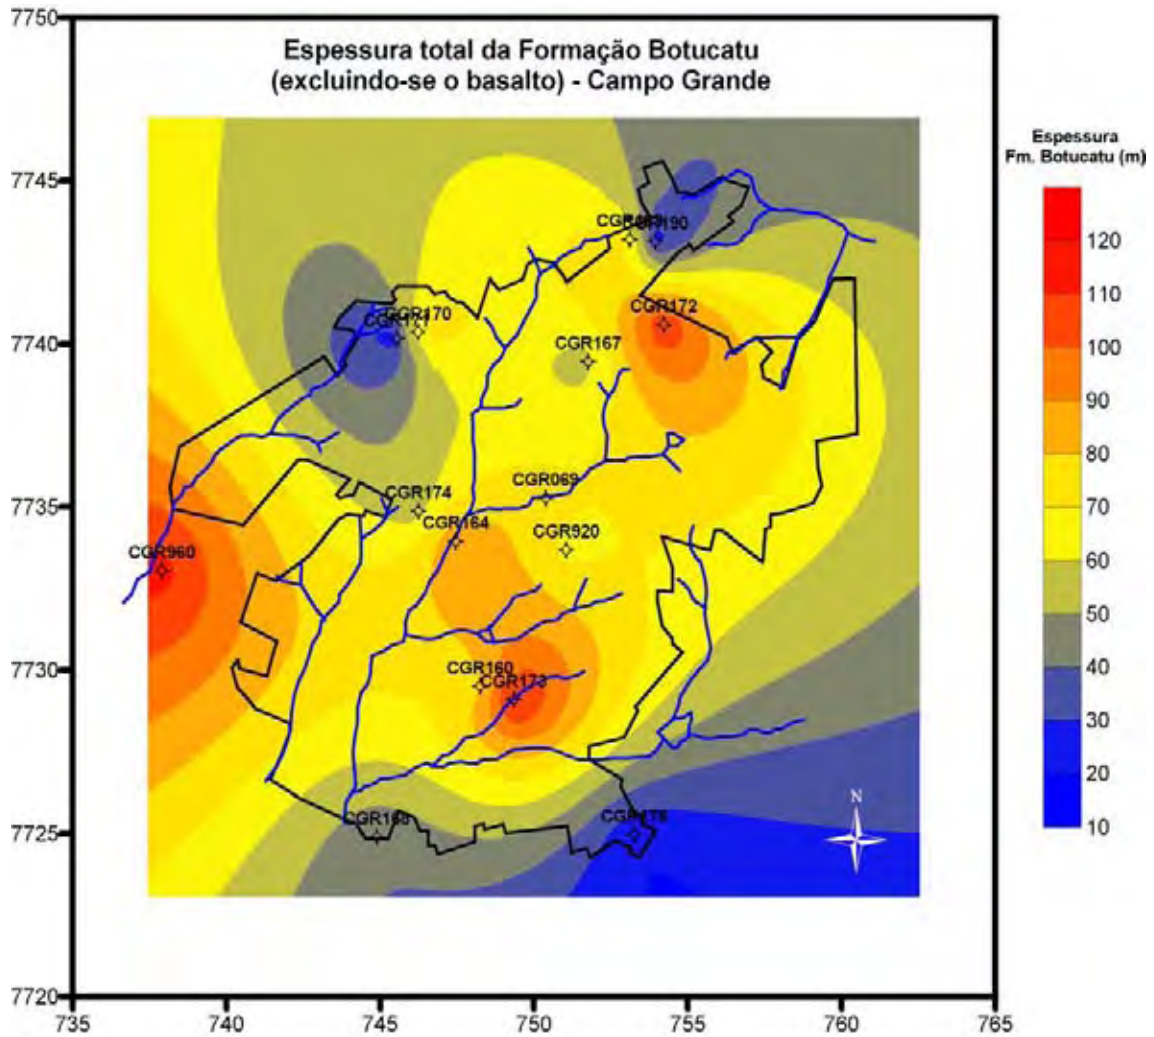 7750
Espessura total da Formação Botucatu
(excluindo-se o basalto) - Campo Grande
Espessura
Fm. Botucatu (m)
7745
120
CGR172
110
CGR170
7740
CGR167
100
90
80
CGR069
CGR174
7735
CGR164
70
CGR920
CGR960
60
50
7730
CGR160
CGR173
40
30
N
20
7725
10
7720
735
740
745
750
755
760
765